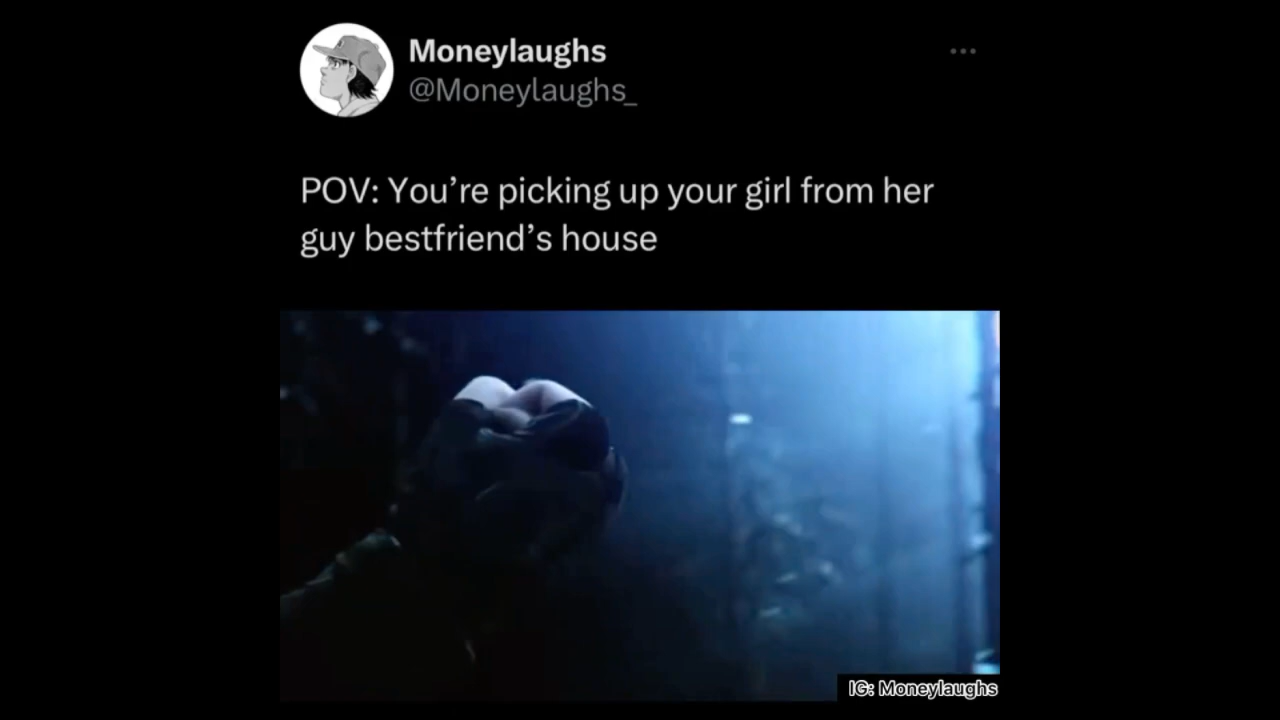 Moneylaughs
@Moneylaughs_
POV: You’re picking up your girl from her
guy bestfriend’s house
IG: Moneylaughs